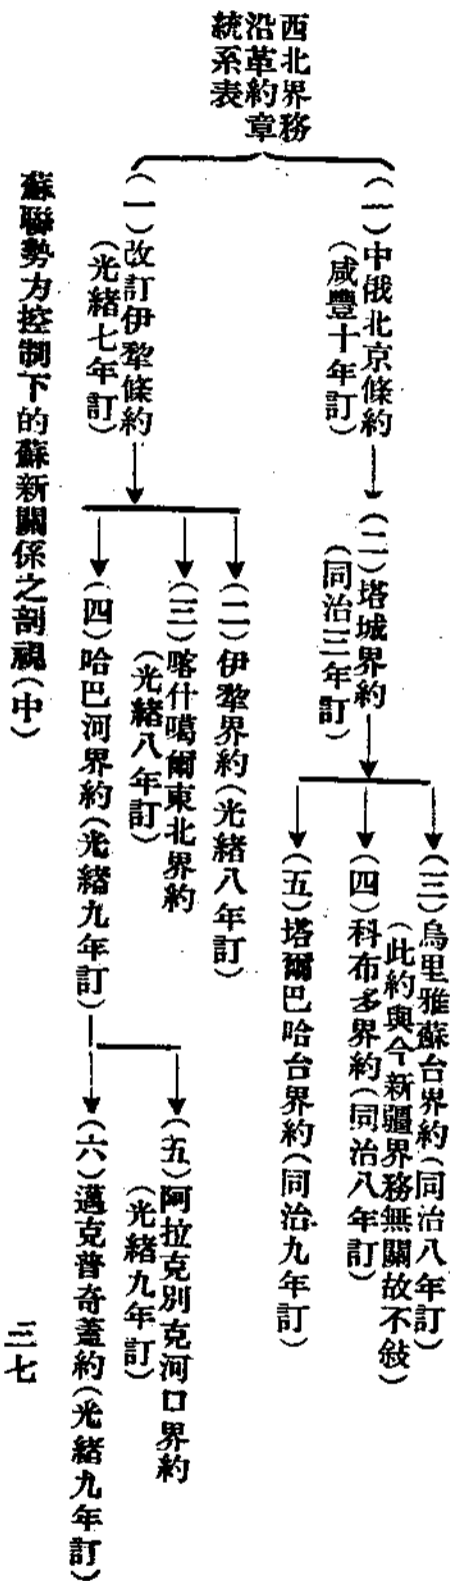 西北界務
沿革約章
統系表
(一)中俄北京條約
(咸豐十年訂)
(二)塔城界約
(同治三年訂)
(三)烏里雅蘇台界約(同治八年訂)
(此約與今新疆界務無關故不敍)
(四)科布多界約(同治八年訂)
(五)塔爾巴哈台界約(同治九年訂)
(一)改訂伊犂條約
(光緒七年訂)
(二)伊犂界約(光緒八年訂)
(三)喀什噶爾東北界約
(光緒八年訂)
(四)哈巴河界約(光緒九年訂)
(五)阿拉克別克河口界約
(光緒九年訂)
(六)邁克普奇蓋約(光緒九年訂)
蘇聯勢力控制下的蘇新關係之剖視(中)
三七